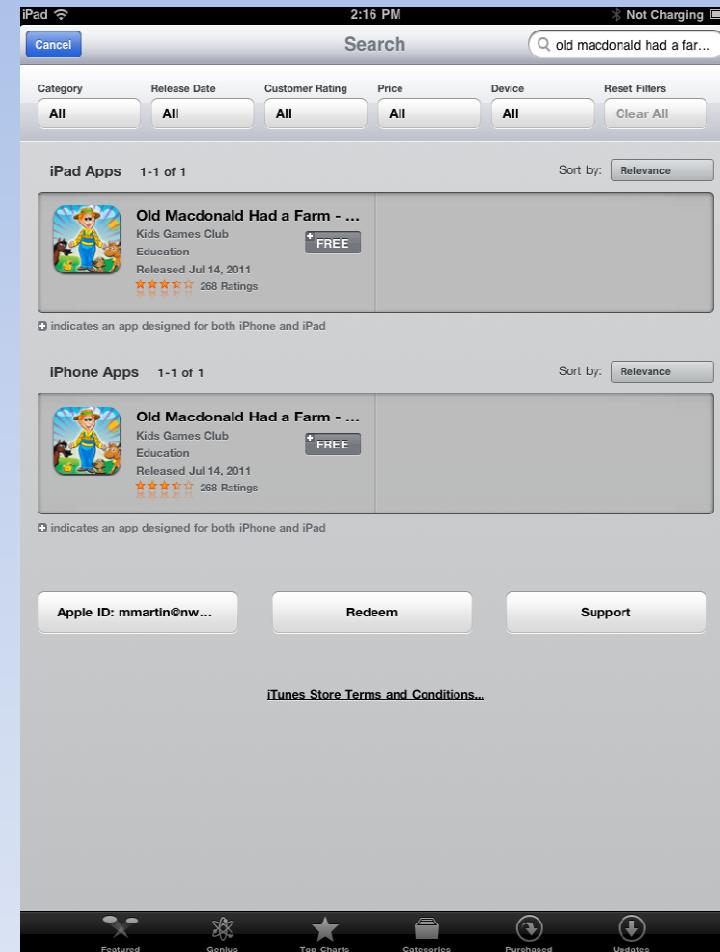 iPad 2:16 PM Not Charging
Cancel Search old macdonald had a far...
Category Release Date Customer Rating Price Device Reset Filters
All All All All All Clear All
iPad Apps 1-1 of 1 Sort by: Relevance
Old Macdonald Had a Farm - ...
Kids Games Club
+ FREE
Education
Released Jul 14, 2011
268 Ratings
+ indicates an app designed for both iPhone and iPad
iPhone Apps 1-1 of 1 Sort by: Relevance
Old Macdonald Had a Farm - ...
Kids Games Club
+ FREE
Education
Released Jul 14, 2011
268 Ratings
+ indicates an app designed for both iPhone and iPad
Apple ID: mmartin@nw... Redeem Support
iTunes Store Terms and Conditions...
Featured Genius Top Charts Categories Purchased Updates